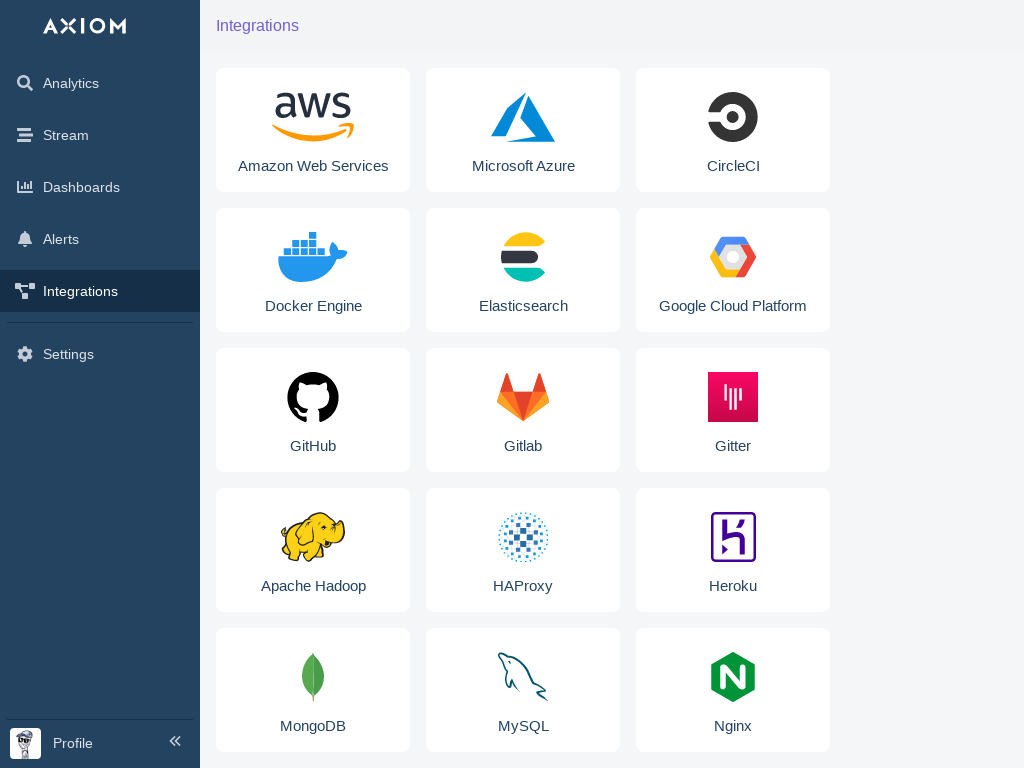 AXIOM
Analytics
Stream
Dashboards
Alerts
Integrations
Settings
Profile
Integrations
aws
Amazon Web Services
Microsoft Azure
CircleCI
Docker Engine
Elasticsearch
Google Cloud Platform
GitHub
Gitlab
Gitter
Apache Hadoop
HAProxy
Heroku
MongoDB
MySQL
Nginx